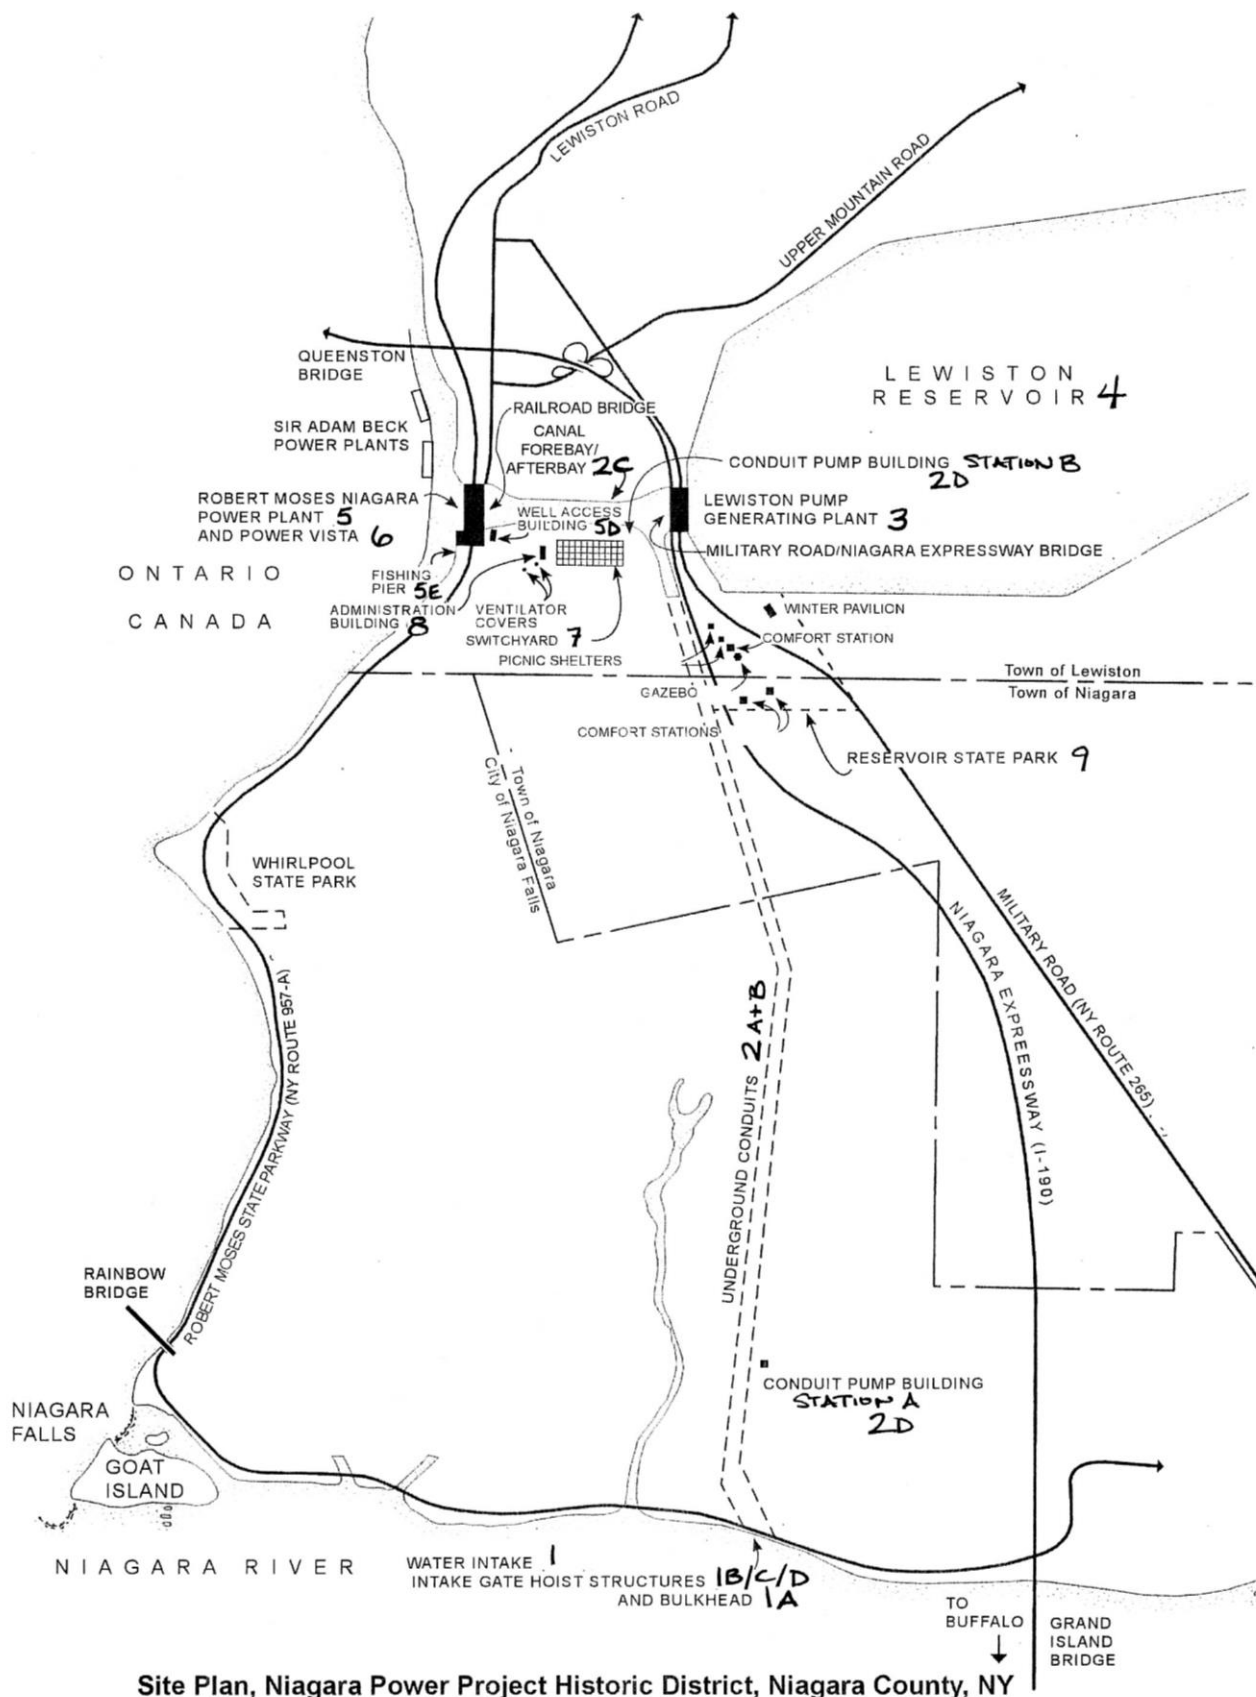 LEWISTON ROAD
UPPER MOUNTAIN ROAD
QUEENSTON
BRIDGE
LEWISTON
RESERVOIR 4
RAILROAD BRIDGE
SIR ADAM BECK
POWER PLANTS
CANAL
FOREBAY/
AFTERBAY 2C
CONDUIT PUMP BUILDING STATION B
2D
ROBERT MOSES NIAGARA
POWER PLANT 5
AND POWER VISTA 6
WELL ACCESS
BUILDING 5D
LEWISTON PUMP
GENERATING PLANT 3
MILITARY ROAD/NIAGARA EXPRESSWAY BRIDGE
ONTARIO
CANADA
FISHING
PIER 5E
ADMINISTRATION
BUILDING 8
VENTILATOR
COVERS
SWITCHYARD 7
PICNIC SHELTERS
WINTER PAVILION
COMFORT STATION
Town of Lewiston
Town of Niagara
GAZEBO
COMFORT STATIONS
RESERVOIR STATE PARK 9
Town of Niagara
City of Niagara Falls
WHIRLPOOL
STATE PARK
NIAGARA EXPREESSWAY (I-190)
MILITARY ROAD (NY ROUTE 265)
UNDERGROUND CONDUITS 2A+B
ROBERT MOSES STATE PARKWAY (NY ROUTE 957-A)
RAINBOW
BRIDGE
CONDUIT PUMP BUILDING
STATION A
2D
NIAGARA
FALLS
GOAT
ISLAND
NIAGARA RIVER
WATER INTAKE 1
INTAKE GATE HOIST STRUCTURES 1B/C/D
AND BULKHEAD 1A
TO
BUFFALO
GRAND
ISLAND
BRIDGE
Site Plan, Niagara Power Project Historic District, Niagara County, NY